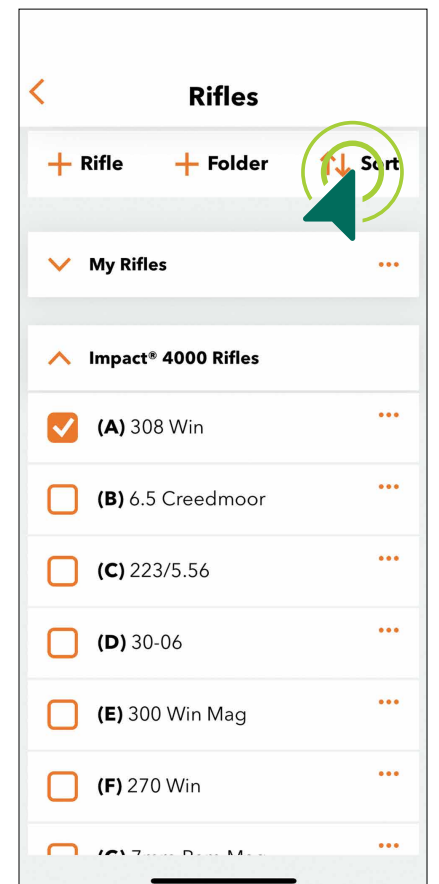 Rifles
Rifle
Folder
Sort
My Rifles
Impact® 4000 Rifles
(A) 308 Win
(B) 6.5 Creedmoor
(C) 223/5.56
(D) 30-06
(E) 300 Win Mag
(F) 270 Win